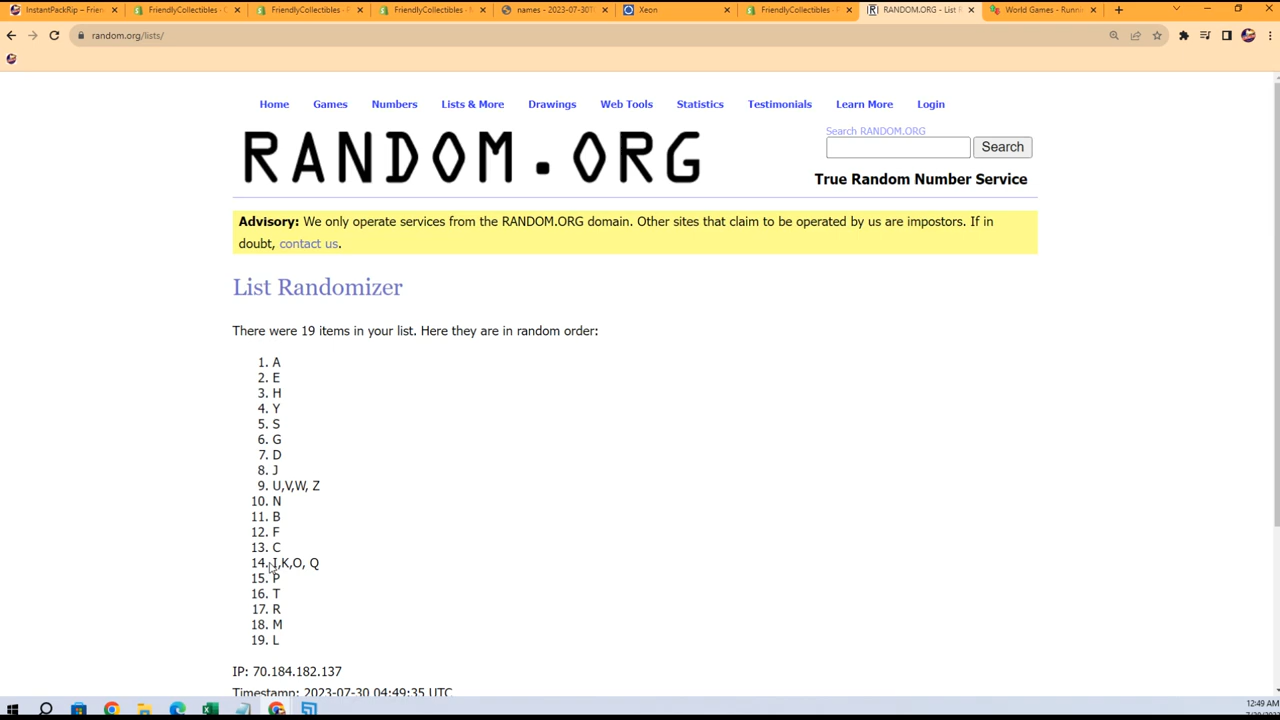 InstantPackRip – Frien
FriendlyCollectibles -
FriendlyCollectibles -
FriendlyCollectibles -
names - 2023-07-30T
Xeon
FriendlyCollectibles -
RANDOM.ORG - List R
World Games - Runni
random.org/lists/
Home Games Numbers Lists & More Drawings Web Tools Statistics Testimonials Learn More Login
RANDOM.ORG
Search RANDOM.ORG
Search
True Random Number Service
Advisory: We only operate services from the RANDOM.ORG domain. Other sites that claim to be operated by us are impostors. If in
doubt, contact us.
List Randomizer
There were 19 items in your list. Here they are in random order:
1. A
2. E
3. H
4. Y
5. S
6. G
7. D
8. J
9. U,V,W, Z
10. N
11. B
12. F
13. C
14. I,K,O, Q
15. P
16. T
17. R
18. M
19. L
IP: 70.184.182.137
Timestamp: 2023-07-30 04:49:35 UTC
12:49 AM